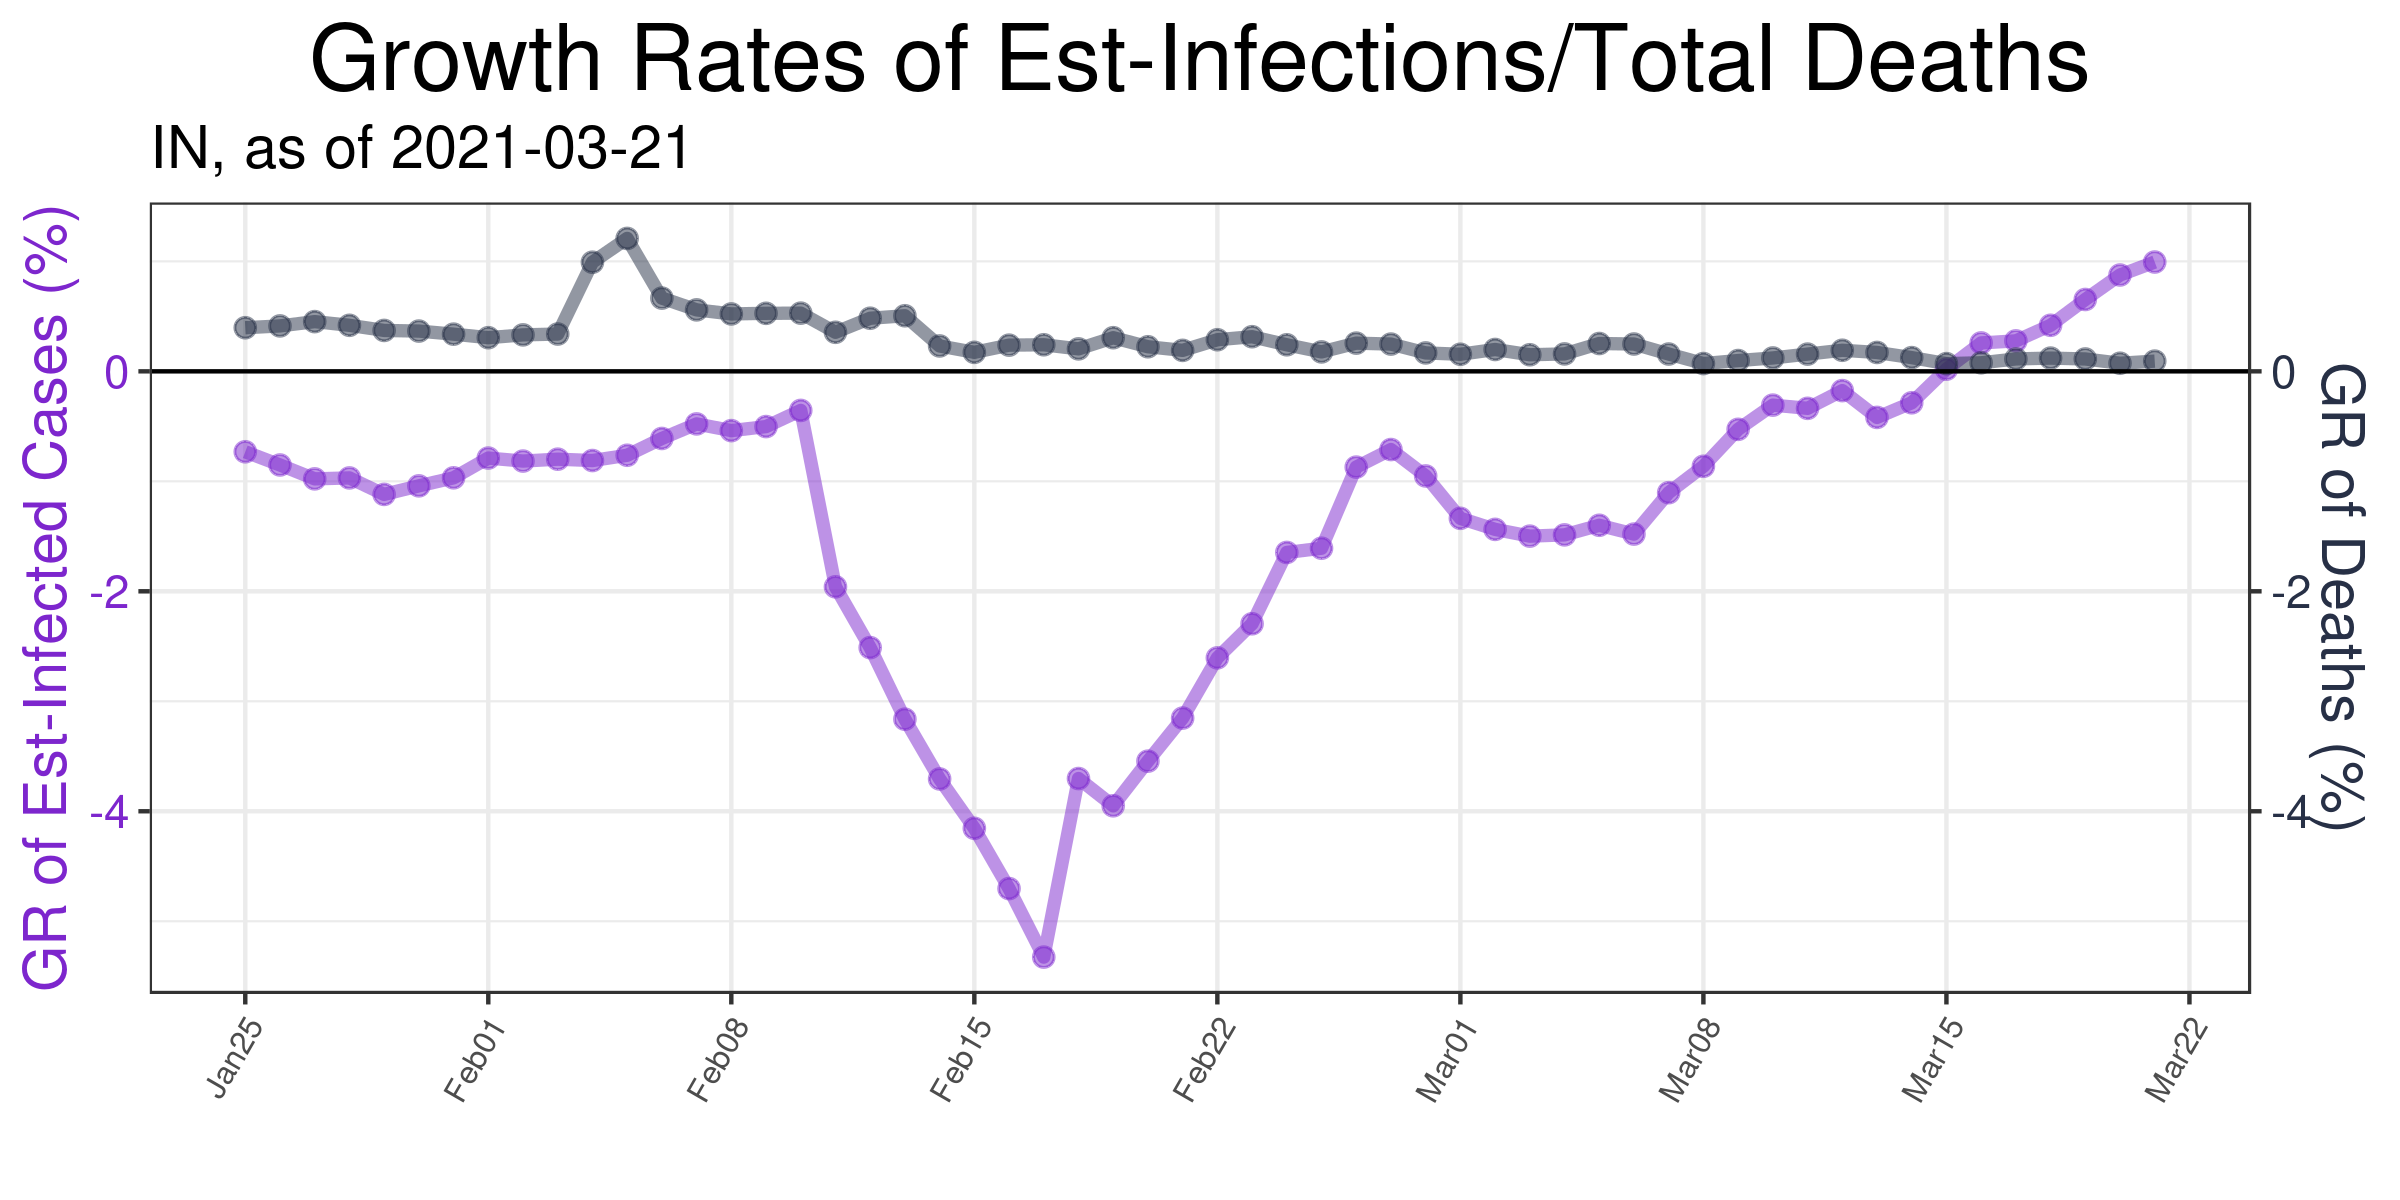 Growth Rates of Est-Infections/Total Deaths
IN, as of 2021-03-21
GR of Est-Infected Cases (%)
0
-2
-4
0
-2
-4
GR of Deaths (%)
Jan25
Feb01
Feb08
Feb15
Feb22
Mar01
Mar08
Mar15
Mar22